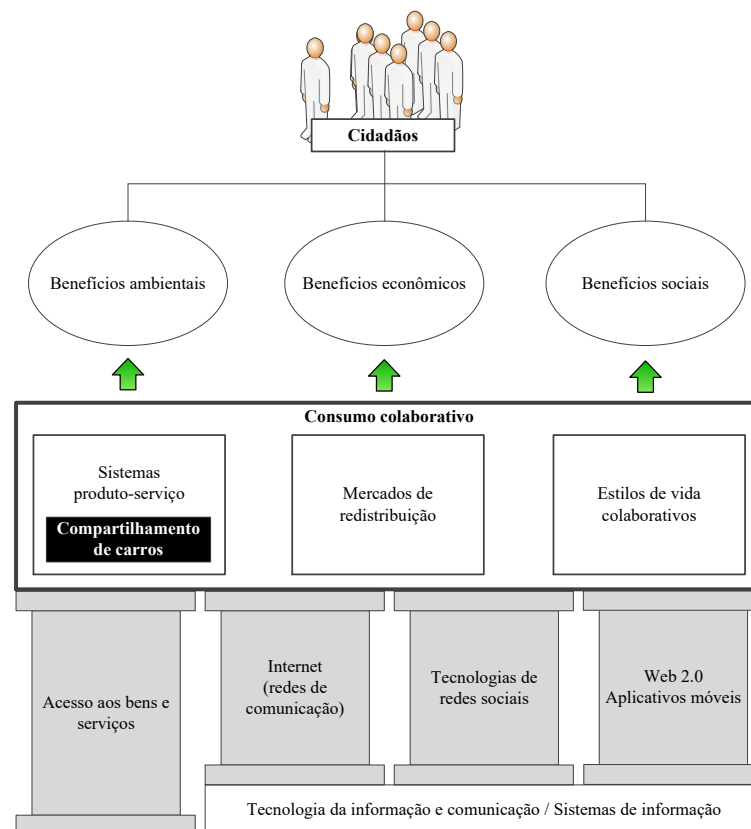 Cidadãos
Benefícios ambientais
Benefícios econômicos
Benefícios sociais
Consumo colaborativo
Sistemas
produto-serviço
Compartilhamento
de carros
Mercados de
redistribuição
Estilos de vida
colaborativos
Acesso aos bens e
serviços
Internet
(redes de
comunicação)
Tecnologias de
redes sociais
Web 2.0
Aplicativos móveis
Tecnologia da informação e comunicação / Sistemas de informação